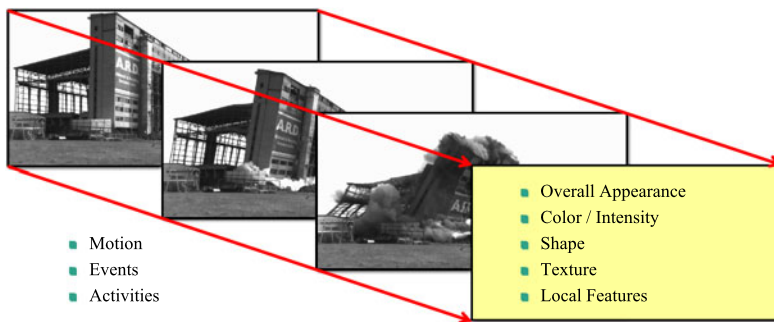 A.R.D.
A.R.D.
Motion
Events
Activities
Overall Appearance
Color / Intensity
Shape
Texture
Local Features